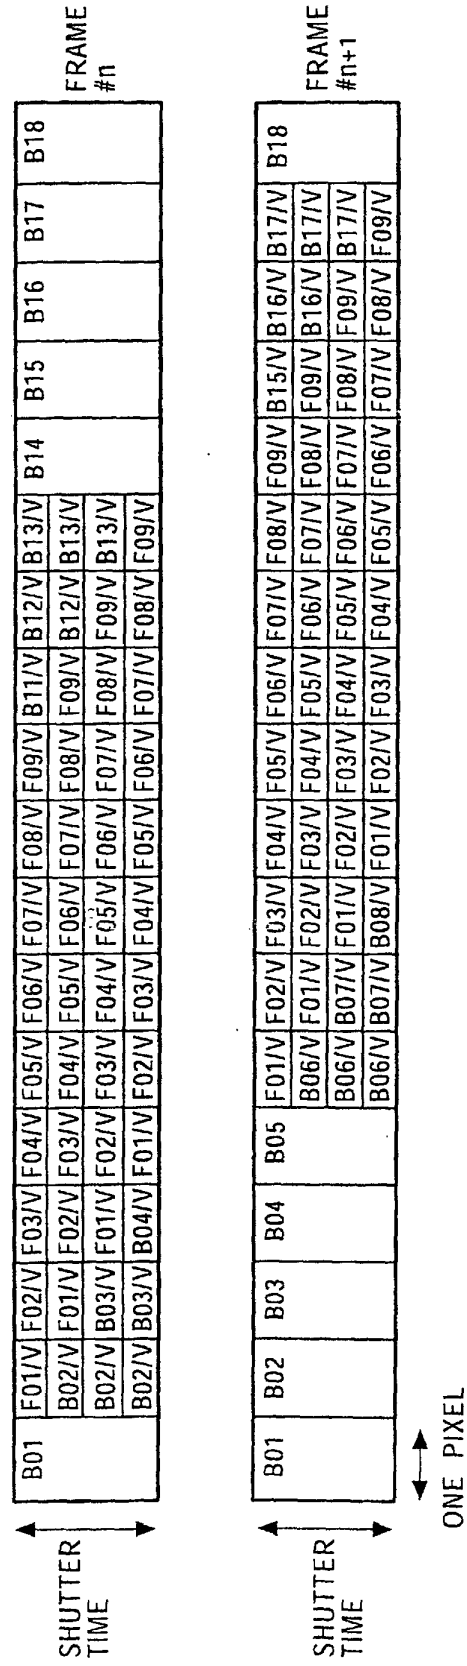 B01 F01/V F02/V F03/V F04/V F05/V F06/V F07/V F08/V F09/V B11/V B12/V B13/V B14 B15 B16 B17 B18
B02/V F01/V F02/V F03/V F04/V F05/V F06/V F07/V F08/V F09/V B12/V B13/V
B02/V B03/V F01/V F02/V F03/V F04/V F05/V F06/V F07/V F08/V F09/V B13/V
B02/V B03/V B04/V F01/V F02/V F03/V F04/V F05/V F06/V F07/V F08/V F09/V
SHUTTER
TIME
FRAME
#n
B01 B02 B03 B04 B05 F01/V F02/V F03/V F04/V F05/V F06/V F07/V F08/V F09/V B15/V B16/V B17/V B18
B06/V F01/V F02/V F03/V F04/V F05/V F06/V F07/V F08/V F09/V B16/V B17/V
B06/V B07/V F01/V F02/V F03/V F04/V F05/V F06/V F07/V F08/V F09/V B17/V
B06/V B07/V B08/V F01/V F02/V F03/V F04/V F05/V F06/V F07/V F08/V F09/V
SHUTTER
TIME
FRAME
#n+1
ONE PIXEL